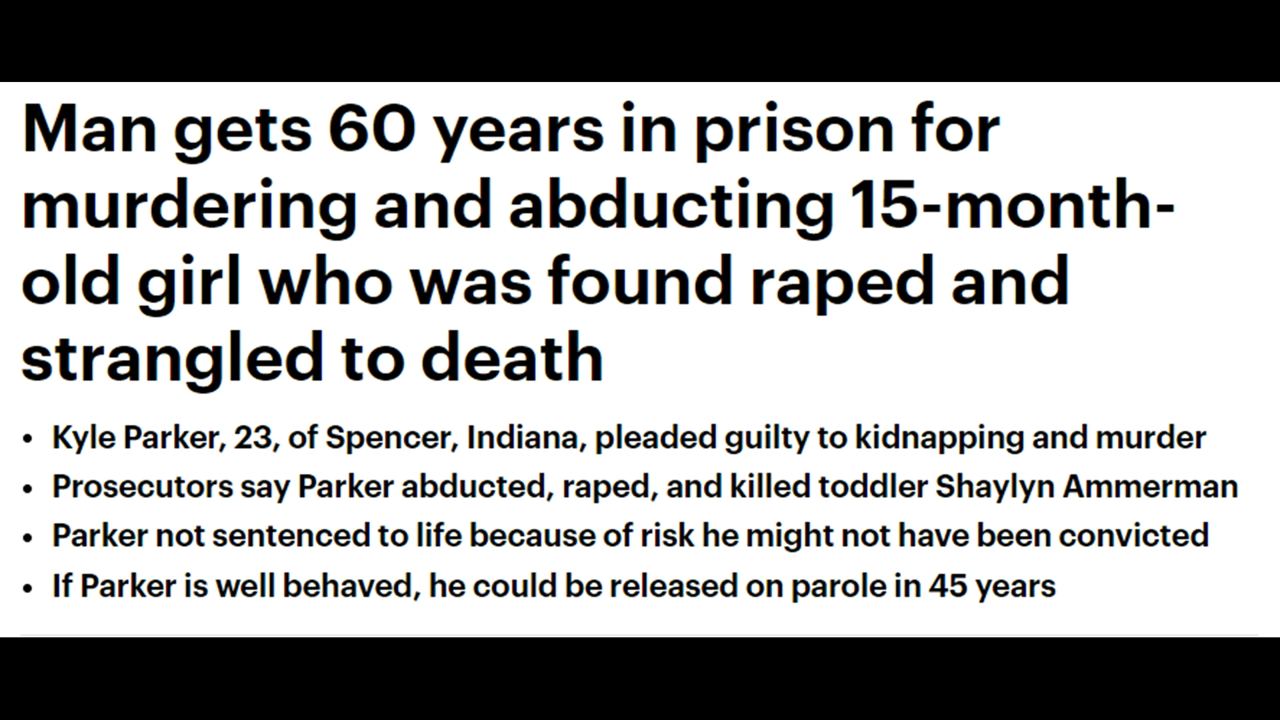 Man gets 60 years in prison for
murdering and abducting 15-month-
old girl who was found raped and
strangled to death
• Kyle Parker, 23, of Spencer, Indiana, pleaded guilty to kidnapping and murder
• Prosecutors say Parker abducted, raped, and killed toddler Shaylyn Ammerman
• Parker not sentenced to life because of risk he might not have been convicted
• If Parker is well behaved, he could be released on parole in 45 years